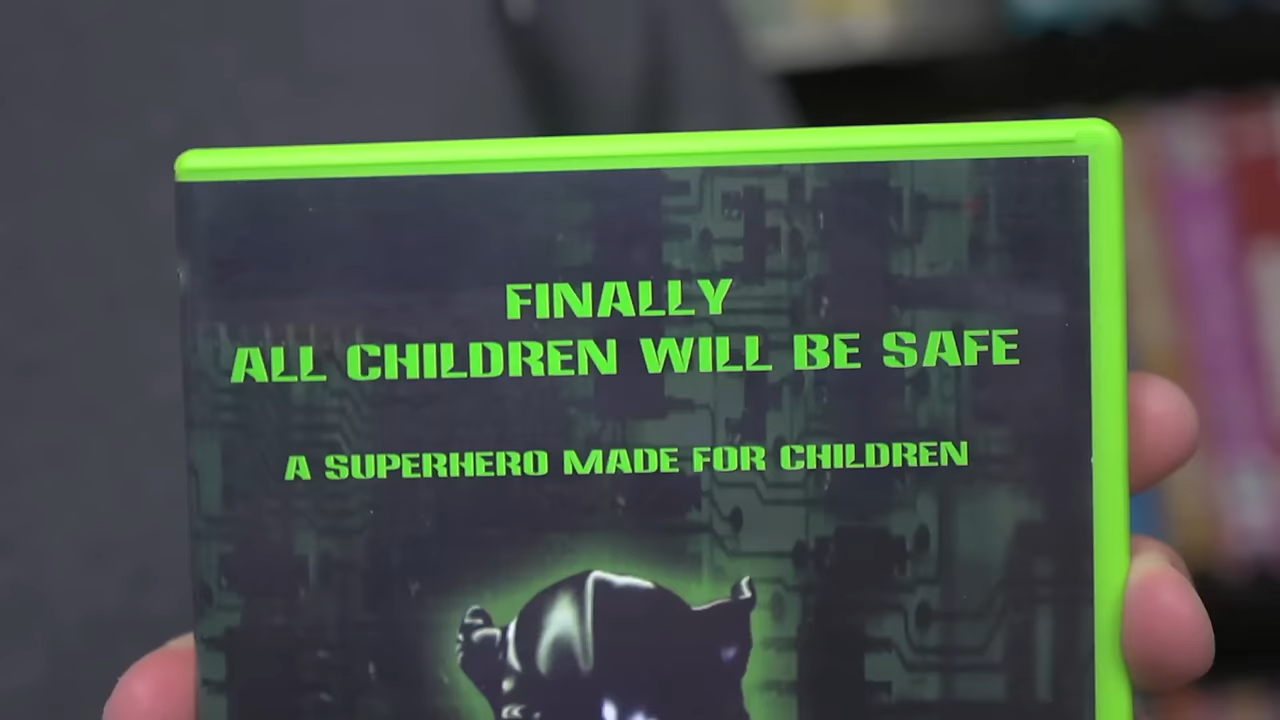 FINALLY
ALL CHILDREN WILL BE SAFE
A SUPERHERO MADE FOR CHILDREN